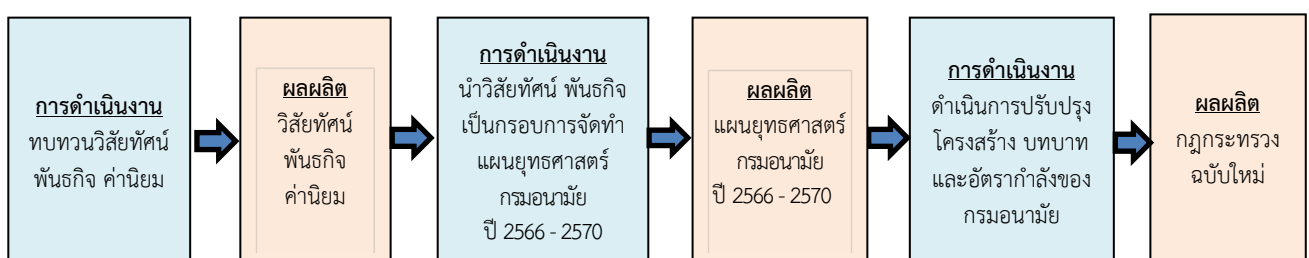 การดำเนินงาน
ทบทวนวิสัยทัศน์
พันธกิจ ค่านิยม
ผลผลิต
วิสัยทัศน์
พันธกิจ
ค่านิยม
การดำเนินงาน
นำวิสัยทัศน์ พันธกิจ
เป็นกรอบการจัดทำ
แผนยุทธศาสตร์
กรมอนามัย
ปี 2566 - 2570
ผลผลิต
แผนยุทธศาสตร์
กรมอนามัย
ปี 2566 - 2570
การดำเนินงาน
ดำเนินการปรับปรุง
โครงสร้าง บทบาท
และอัตรากำลังของ
กรมอนามัย
ผลผลิต
กฎกระทรวง
ฉบับใหม่